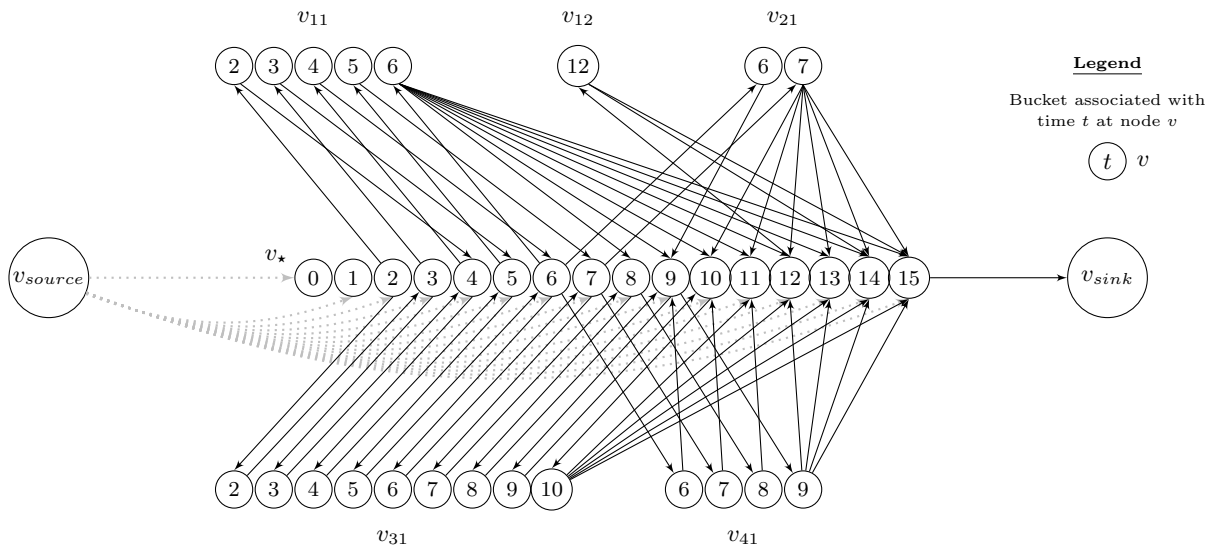 v11 v12 v21
2 3 4 5 6 12 6 7
Legend
Bucket associated with
time t at node v
t v
v⋆
vsource 0 1 2 3 4 5 6 7 8 9 10 11 12 13 14 15 vsink
2 3 4 5 6 7 8 9 10 6 7 8 9
v31 v41